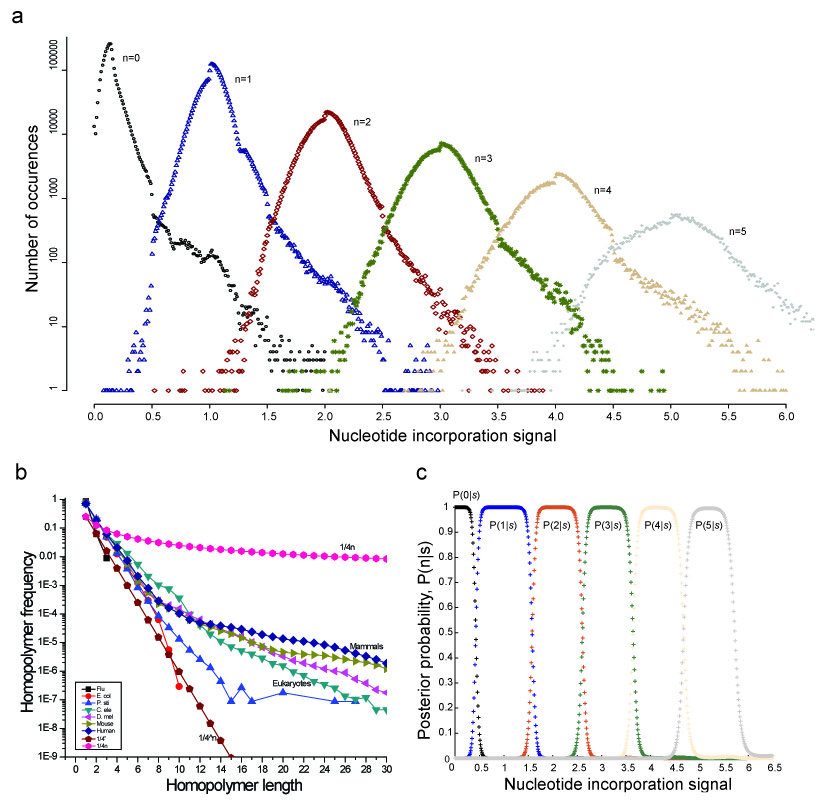 a
n=0
n=1
n=2
n=3
n=4
n=5
100000
10000
1000
100
10
1
Number of occurences
0.0 0.5 1.0 1.5 2.0 2.5 3.0 3.5 4.0 4.5 5.0 5.5 6.0
Nucleotide incorporation signal
b
1
0.1
0.01
1E-3
1E-4
1E-5
1E-6
1E-7
1E-8
1E-9
Homopolymer frequency
1/4n
Mammals
Eukaryotes
1/4^n
Flu
E. col
P. sti
C. ele
D. mel
Mouse
Human
1/4^n
1/4n
0 2 4 6 8 10 12 14 16 18 20 22 24 26 28 30
Homopolymer length
c
P(0|s)
P(1|s) P(2|s) P(3|s) P(4|s) P(5|s)
1
0.9
0.8
0.7
0.6
0.5
0.4
0.3
0.2
0.1
0
Posterior probability, P(n|s)
0 0.5 1 1.5 2 2.5 3 3.5 4 4.5 5 5.5 6 6.5
Nucleotide incorporation signal